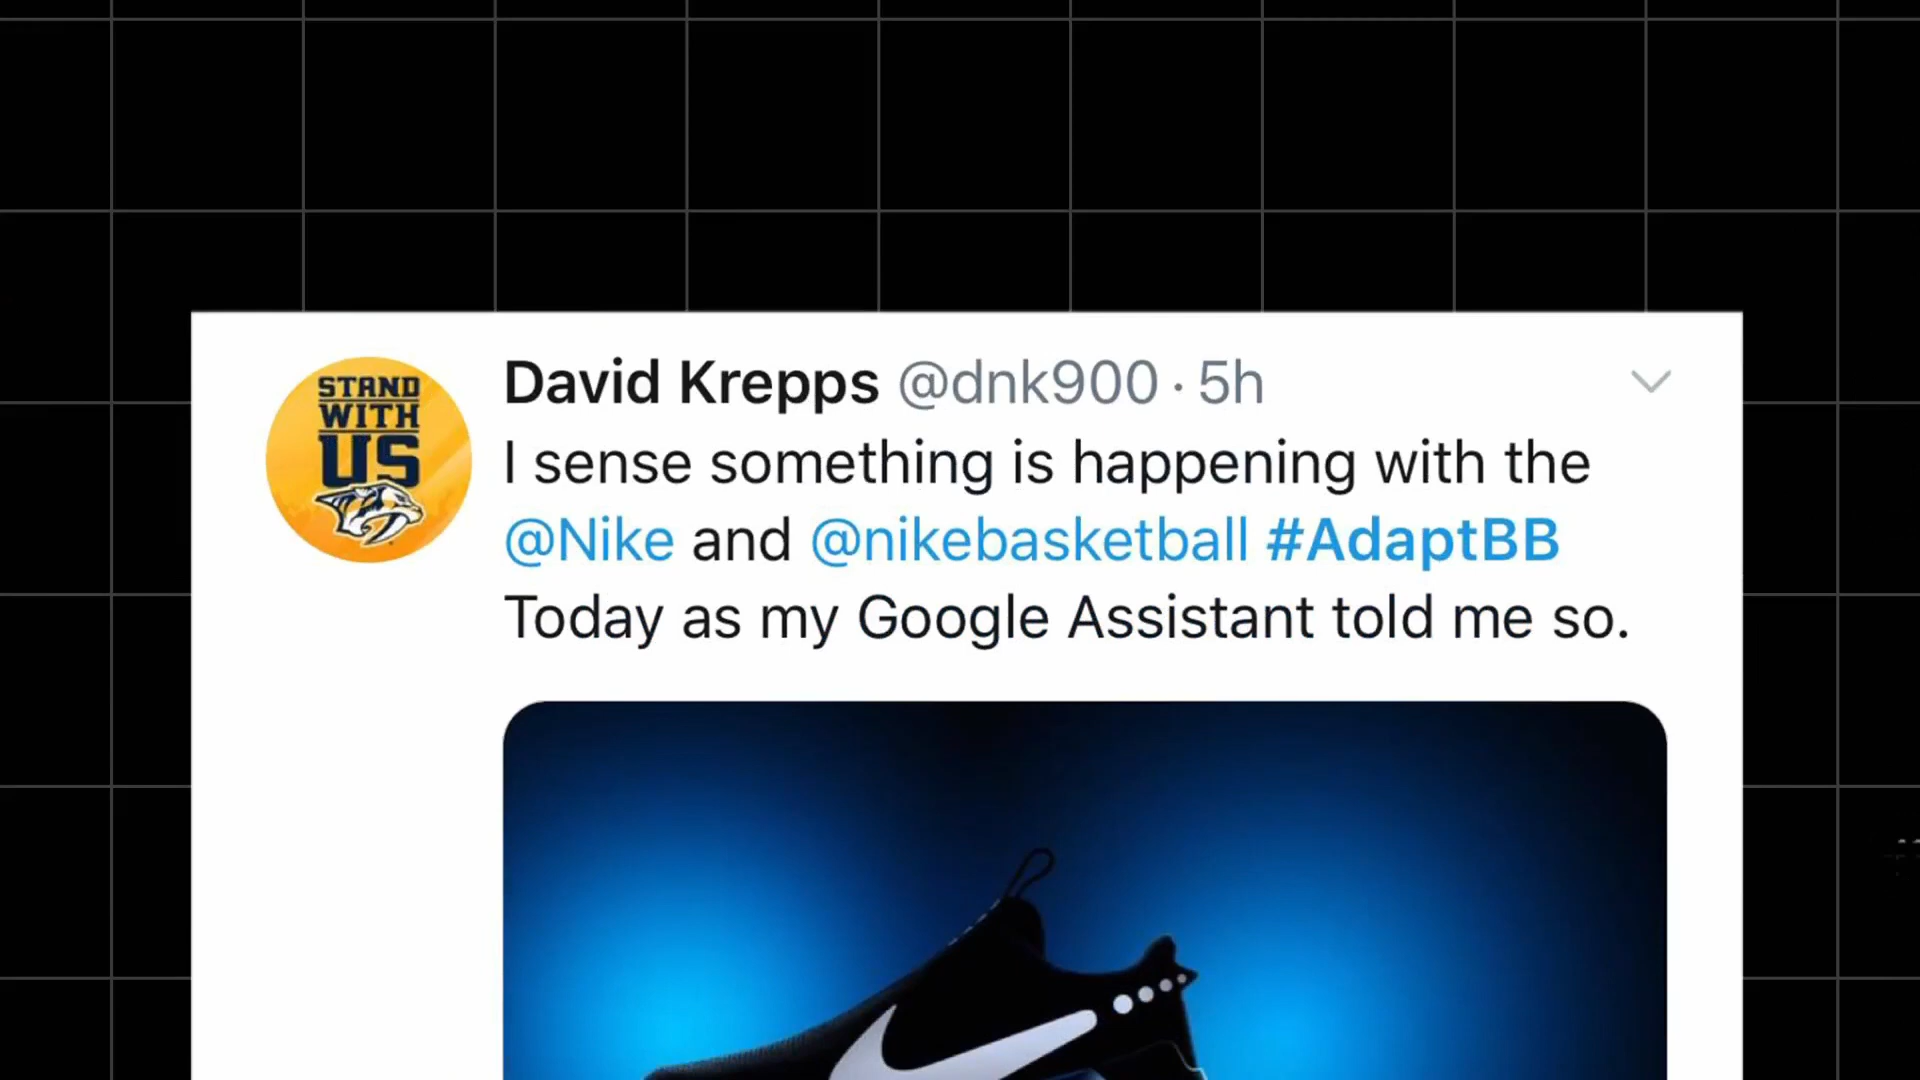 STAND
WITH
US
David Krepps @dnk900 · 5h
I sense something is happening with the
@Nike and @nikebasketball #AdaptBB
Today as my Google Assistant told me so.